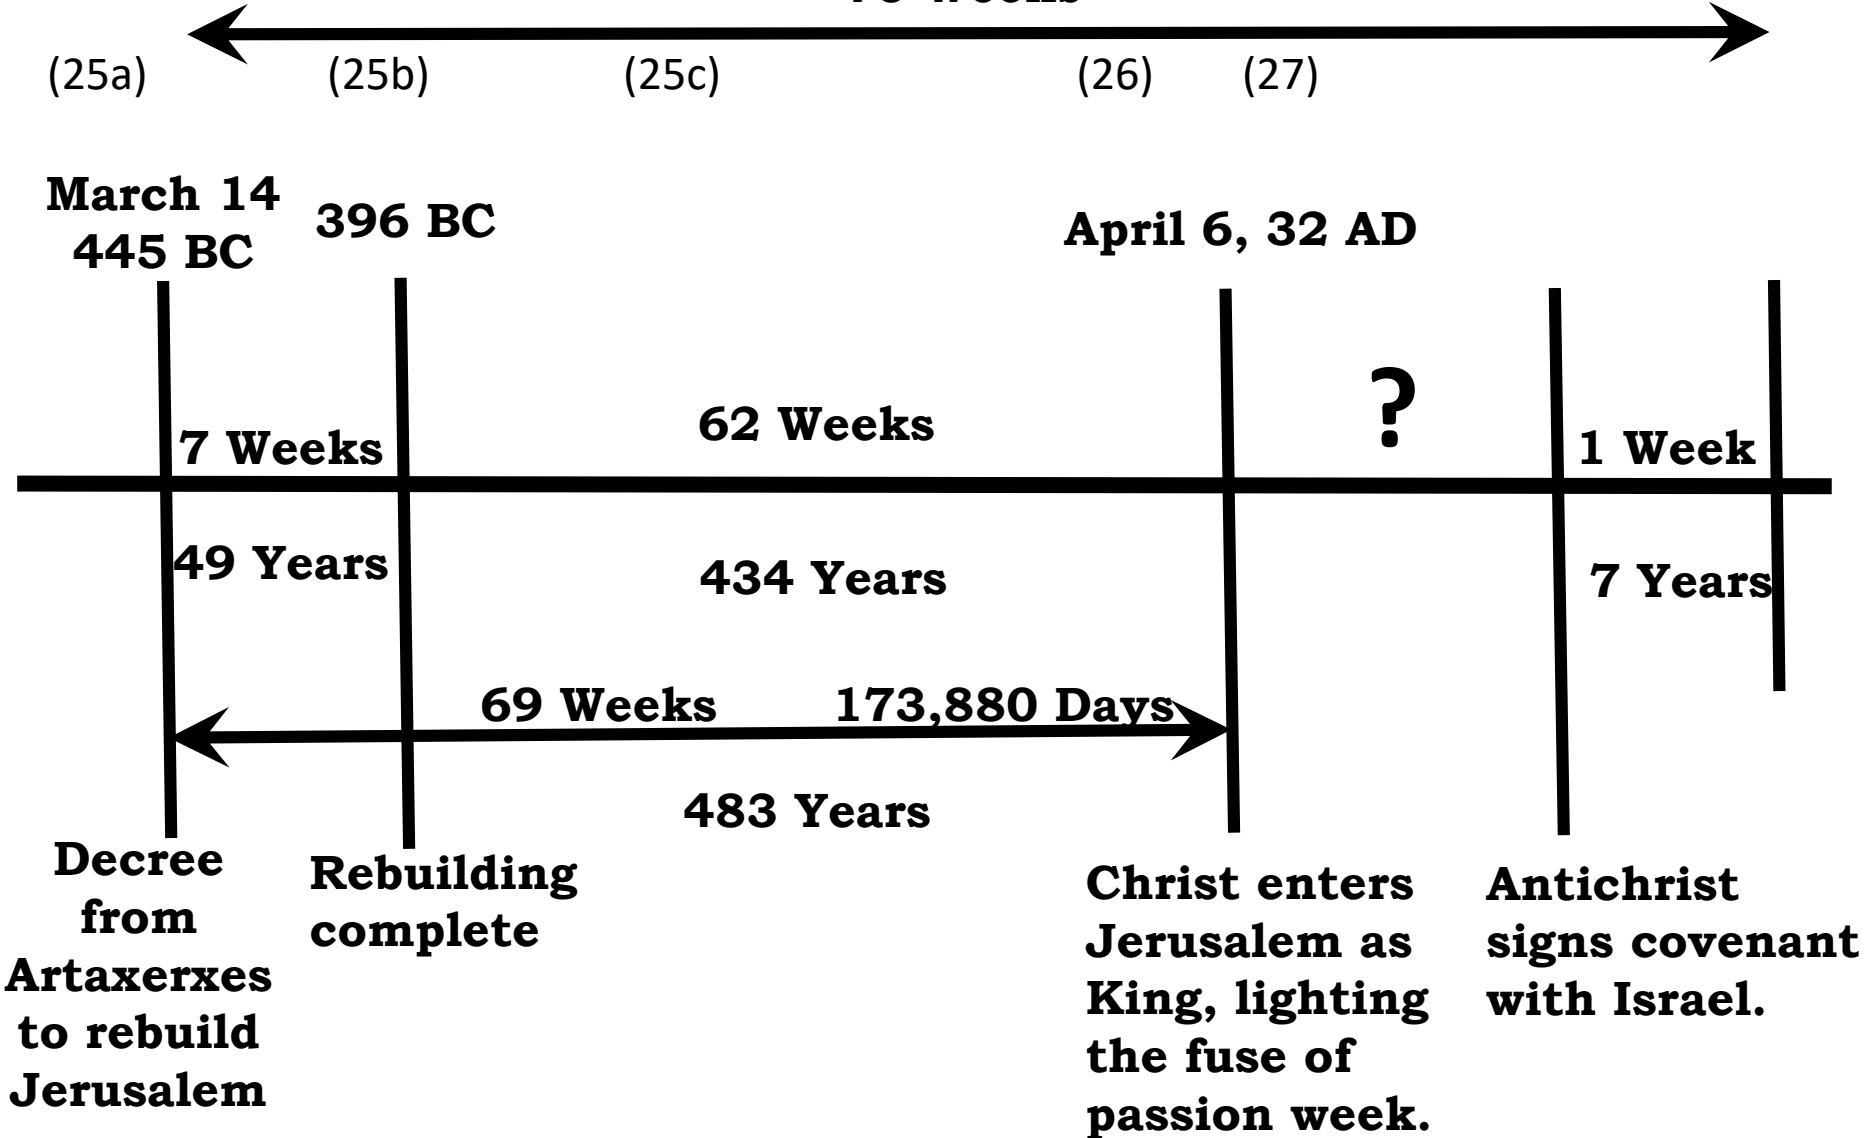 (25a) (25b) (25c) (26) (27)
March 14
445 BC
396 BC
April 6, 32 AD
?
7 Weeks
62 Weeks
1 Week
49 Years
434 Years
7 Years
69 Weeks 173,880 Days
483 Years
Decree
from
Artaxerxes
to rebuild
Jerusalem
Rebuilding
complete
Christ enters
Jerusalem as
King, lighting
the fuse of
passion week.
Antichrist
signs covenant
with Israel.